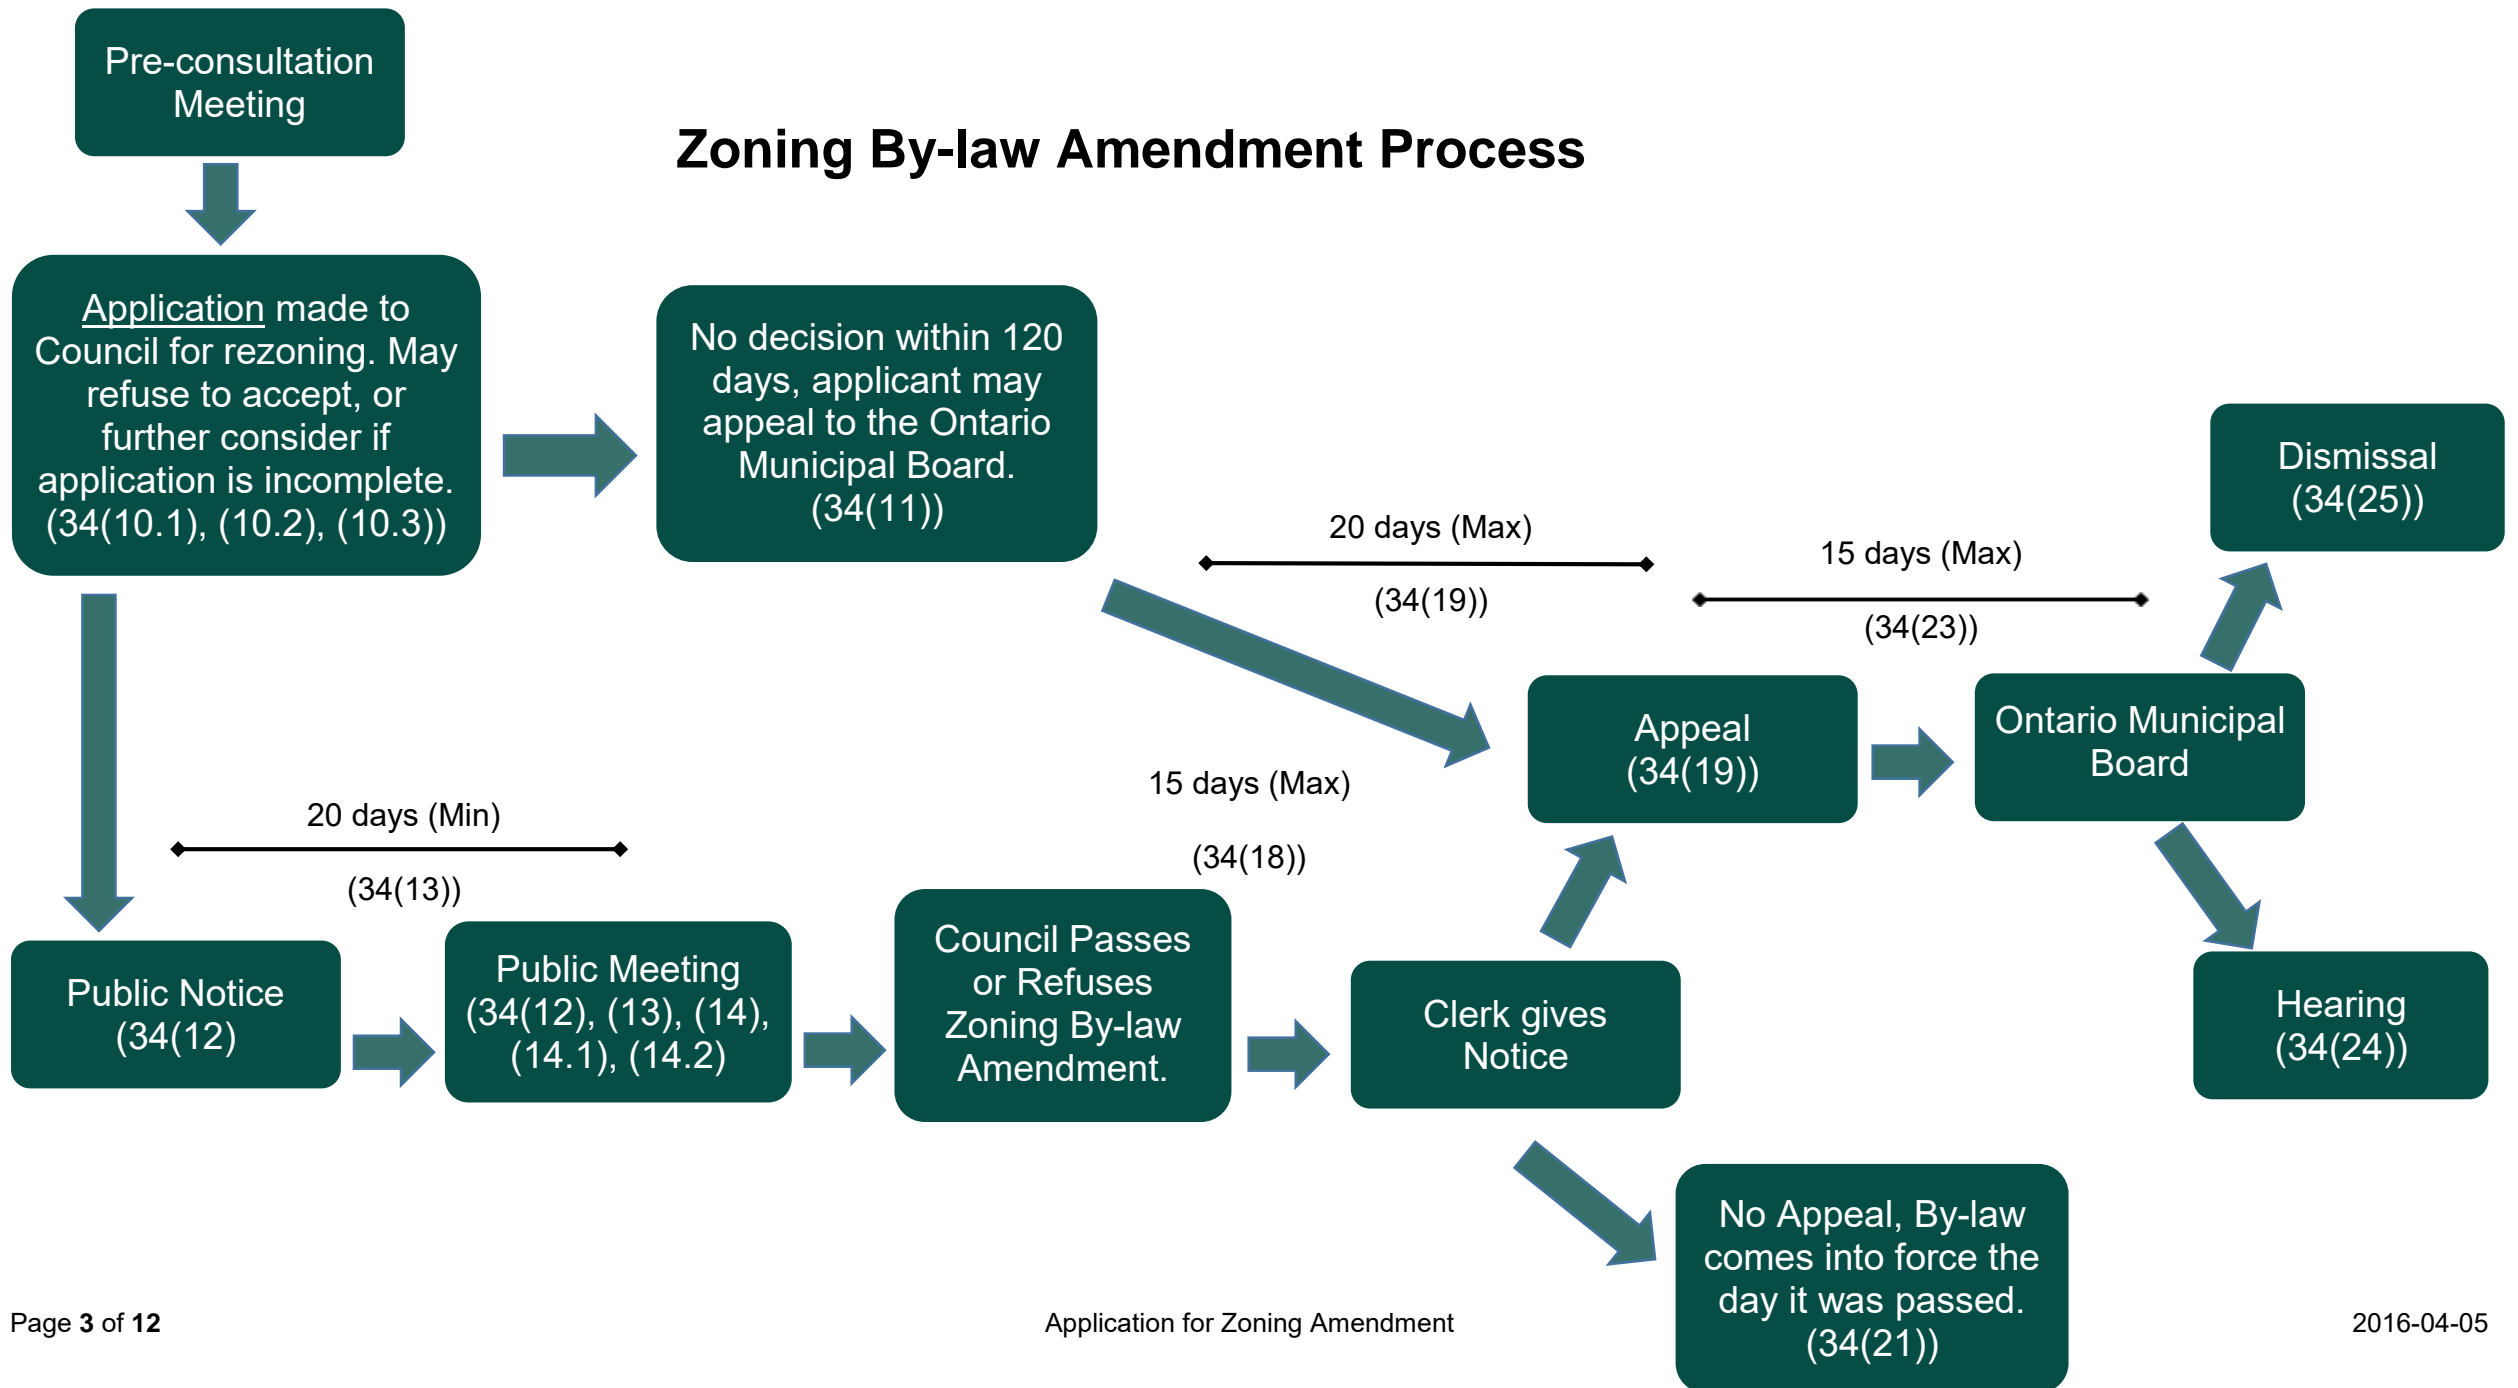 Pre-consultation
Meeting
Zoning By-law Amendment Process
Application made to
Council for rezoning. May
refuse to accept, or
further consider if
application is incomplete.
(34(10.1), (10.2), (10.3))
No decision within 120
days, applicant may
appeal to the Ontario
Municipal Board.
(34(11))
20 days (Max)
(34(19))
15 days (Max)
(34(23))
Dismissal
(34(25))
Appeal
(34(19))
Ontario Municipal
Board
15 days (Max)
(34(18))
20 days (Min)
(34(13))
Public Notice
(34(12)
Public Meeting
(34(12), (13), (14),
(14.1), (14.2)
Council Passes
or Refuses
Zoning By-law
Amendment.
Clerk gives
Notice
Hearing
(34(24))
No Appeal, By-law
comes into force the
day it was passed.
(34(21))
Page 3 of 12
Application for Zoning Amendment
2016-04-05